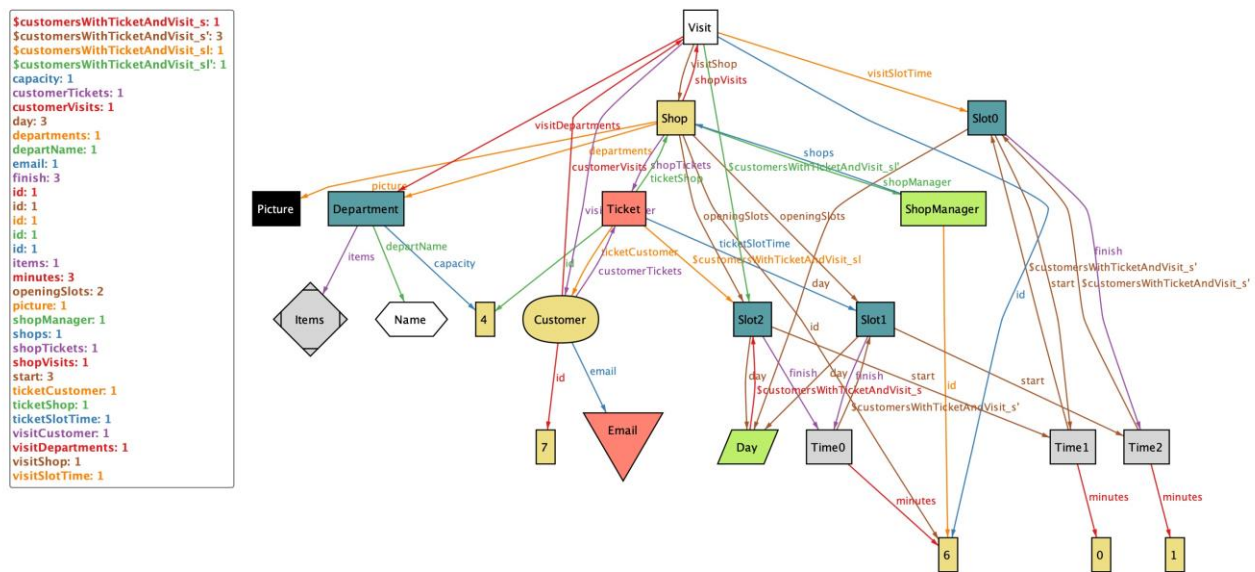 $customersWithTicketAndVisit_s: 1
$customersWithTicketAndVisit_s': 3
$customersWithTicketAndVisit_sl: 1
$customersWithTicketAndVisit_sl': 1
capacity: 1
customerTickets: 1
customerVisits: 1
day: 3
departments: 1
departName: 1
email: 1
finish: 3
id: 1
id: 1
id: 1
id: 1
id: 1
items: 1
minutes: 3
openingSlots: 2
picture: 1
shopManager: 1
shops: 1
shopTickets: 1
shopVisits: 1
start: 3
ticketCustomer: 1
ticketShop: 1
ticketSlotTime: 1
visitCustomer: 1
visitDepartments: 1
visitShop: 1
visitSlotTime: 1
Visit
visitShop
visitSlotTime
shopVisits
Shop
Slot0
visitDepartments
departments
shops
customerVisits
shopTickets
$customersWithTicketAndVisit_sl'
ticketShop
picture
shopManager
Picture
Department
Ticket
ShopManager
openingSlots
openingSlots
departName
ticketCustomer
ticketSlotTime
finish
items
capacity
id
customerTickets
$customersWithTicketAndVisit_sl
day
$customersWithTicketAndVisit_s'
id
start
$customersWithTicketAndVisit_s'
Items
Name
4
Customer
Slot2
Slot1
id
id
email
day
finish
day
finish
start
start
id
$customersWithTicketAndVisit_s
$customersWithTicketAndVisit_s'
7
Email
Day
Time0
Time1
Time2
minutes
minutes
minutes
6
0
1